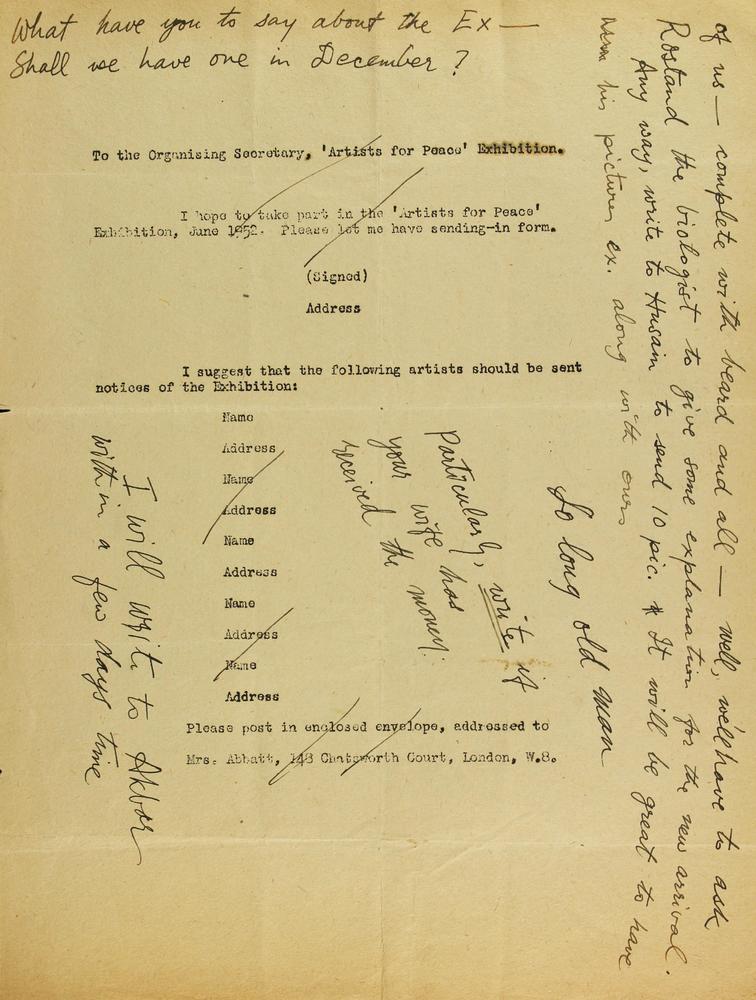 What have you to say about the Ex —
Shall we have one in December ?
To the Organising Secretary, 'Artists for Peace' Exhibition.
I hope to take part in the 'Artists for Peace'
Exhibition, June 1952. Please let me have sending-in form.
(Signed)
Address
I suggest that the following artists should be sent
notices of the Exhibition:
Name
Address
Name
Address
Name
Address
Name
Address
Name
Address
Please post in enclosed envelope, addressed to
Mrs. Abbatt, 148 Chatsworth Court, London, W.8.
of us — complete with beard and all — well, we'll have to ask
Rostand the biologist to give some explanation for the new arrival.
Any way, write to Husain to send 10 pic. It will be great to have
his pictures ex. along with ours
So long old man
Particularly, write if
your wife has
received the money.
I will write to Akbar
within a few days time